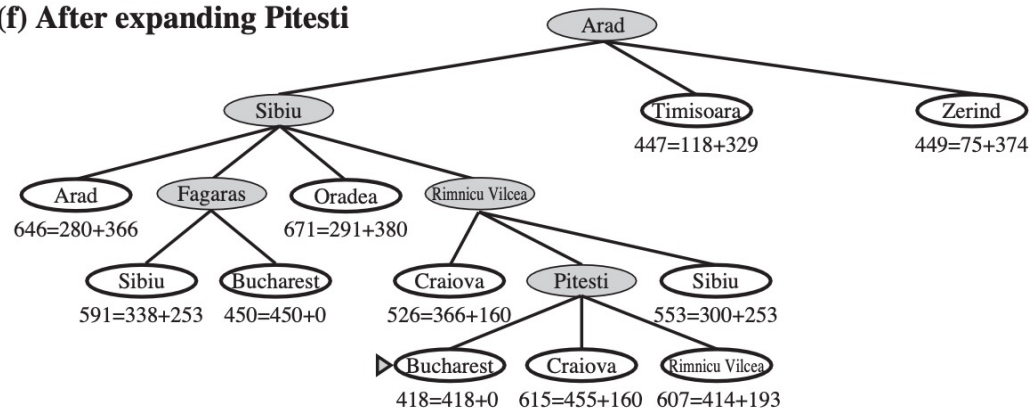 (f) After expanding Pitesti
Arad
Sibiu
Timisoara
Zerind
447=118+329
449=75+374
Arad
Fagaras
Oradea
Rimnicu Vilcea
646=280+366
671=291+380
Sibiu
Bucharest
Craiova
Pitesti
Sibiu
591=338+253
450=450+0
526=366+160
553=300+253
Bucharest
Craiova
Rimnicu Vilcea
418=418+0
615=455+160
607=414+193